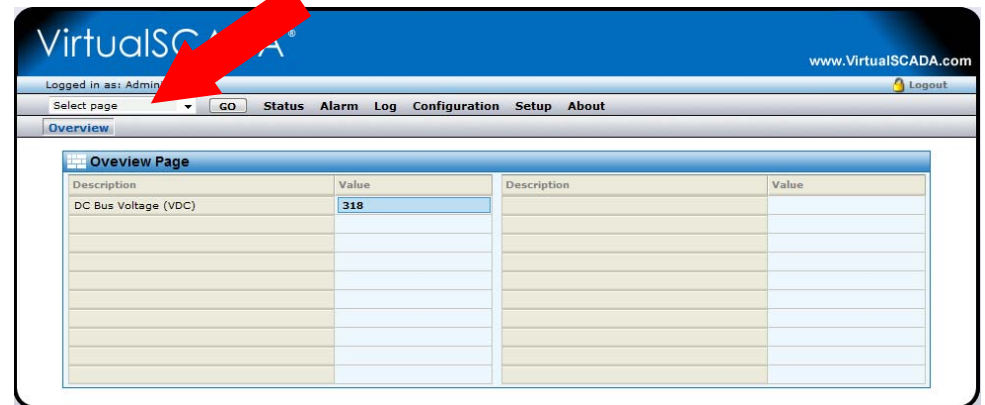 VirtualSCADA®
www.VirtualSCADA.com
Logged in as: Admin
Logout
Select page GO Status Alarm Log Configuration Setup About
Overview
Oveview Page
Description Value Description Value
DC Bus Voltage (VDC) 318